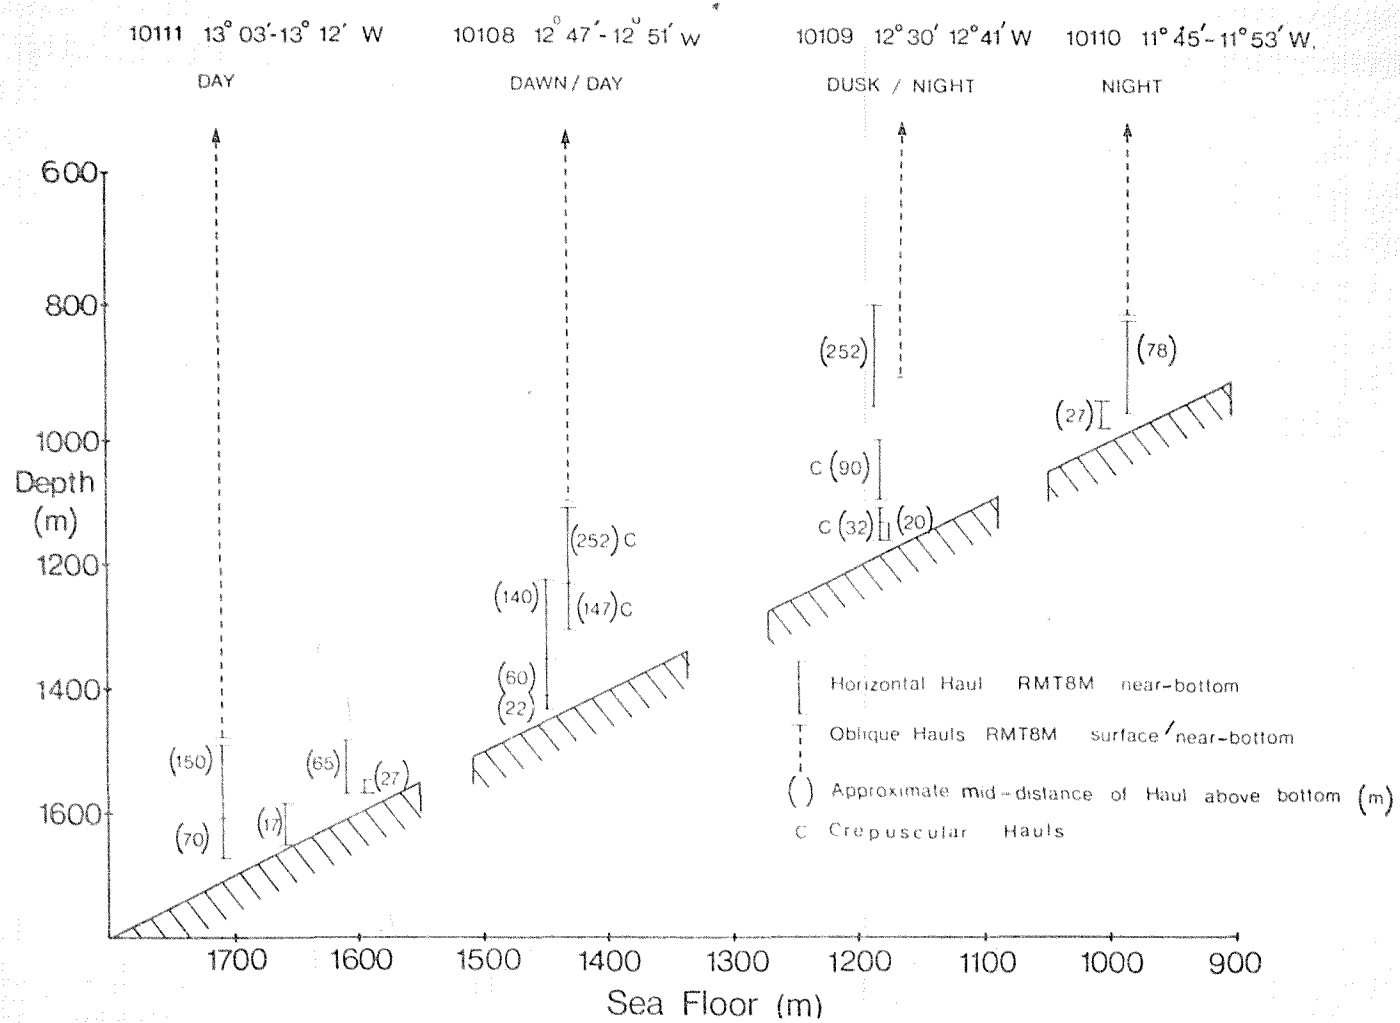 10111 13° 03′-13° 12′ W
10108 12° 47′-12° 51′ W
10109 12°30′ 12°41′ W
10110 11°45′-11°53′ W.
DAY
DAWN / DAY
DUSK / NIGHT
NIGHT
600
800
1000
Depth
(m)
1200
1400
1600
(150)
(70)
(17)
(65)
(27)
(252) C
(140)
(147) C
(60)
(22)
(252)
C (90)
C (32)
(20)
(78)
(27)
Horizontal Haul RMT8M near-bottom
Oblique Hauls RMT8M surface/near-bottom
( ) Approximate mid-distance of Haul above bottom (m)
C Crepuscular Hauls
1700 1600 1500 1400 1300 1200 1100 1000 900
Sea Floor (m)